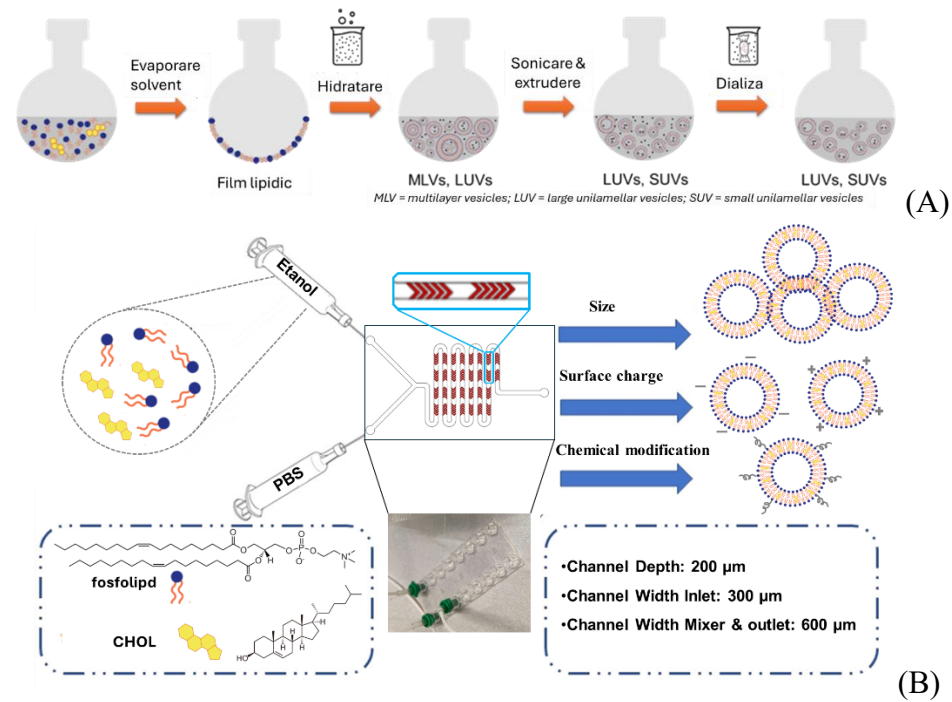 Evaporare
solvent
Hidratare
Sonicare &
extrudere
Dializa
Film lipidic
MLVs, LUVs
LUVs, SUVs
LUVs, SUVs
MLV = multilayer vesicles; LUV = large unilamellar vesicles; SUV = small unilamellar vesicles
(A)
Etanol
PBS
Size
Surface charge
Chemical modification
fosfolipd
CHOL
O
O
O
O
H
O
P
O
O-
O
N+
HO
H
H
H
H
•Channel Depth: 200 µm
•Channel Width Inlet: 300 µm
•Channel Width Mixer & outlet: 600 µm
(B)